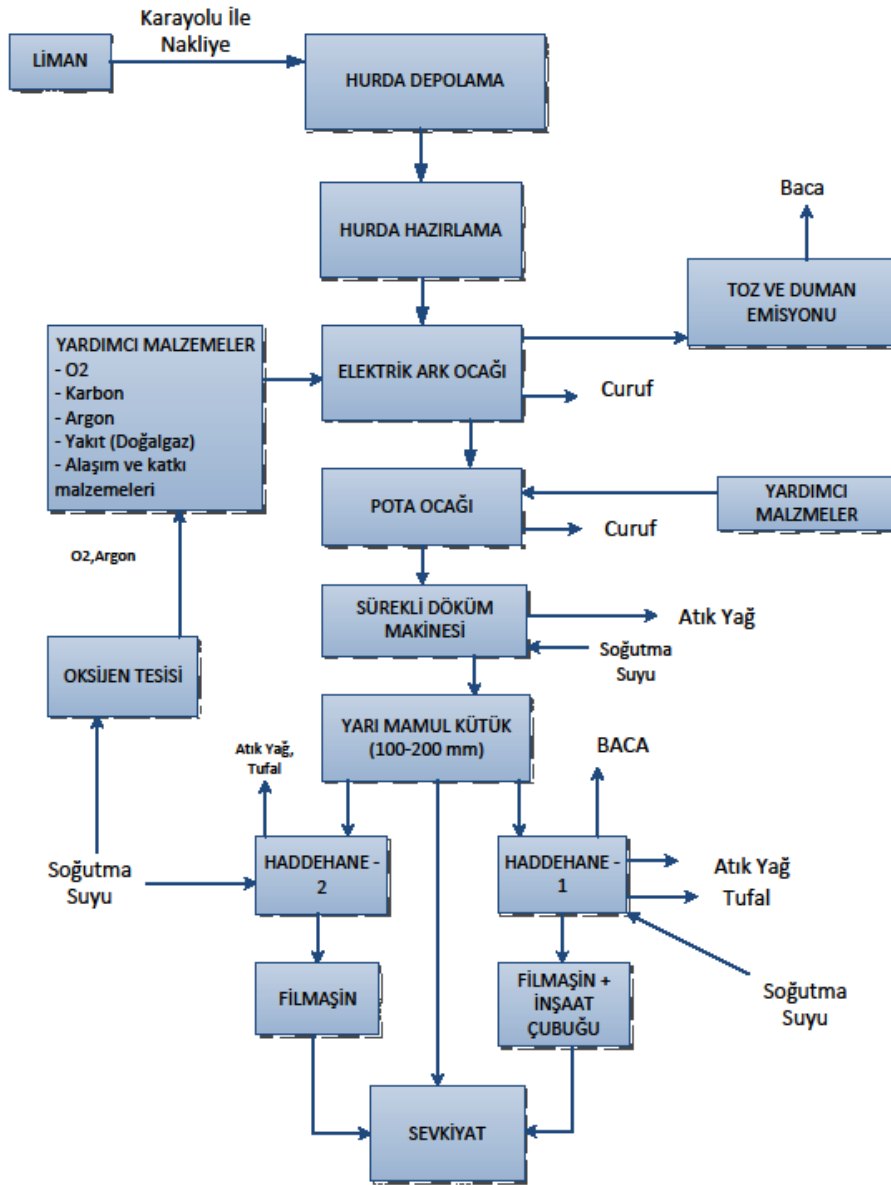 Karayolu İle
Nakliye
LİMAN
HURDA DEPOLAMA
HURDA HAZIRLAMA
Baca
TOZ VE DUMAN
EMİSYONU
YARDIMCI MALZEMELER
- O2
- Karbon
- Argon
- Yakıt (Doğalgaz)
- Alaşım ve katkı
malzemeleri
ELEKTRİK ARK OCAĞI
Curuf
POTA OCAĞI
YARDIMCI
MALZMELER
Curuf
O2,Argon
SÜREKLİ DÖKÜM
MAKİNESİ
Atık Yağ
Soğutma
Suyu
OKSİJEN TESİSİ
YARI MAMUL KÜTÜK
(100-200 mm)
Atık Yağ,
Tufal
BACA
Soğutma
Suyu
HADDEHANE -
2
HADDEHANE -
1
Atık Yağ
Tufal
FİLMAŞİN
FİLMAŞİN +
İNŞAAT
ÇUBUĞU
Soğutma
Suyu
SEVKİYAT